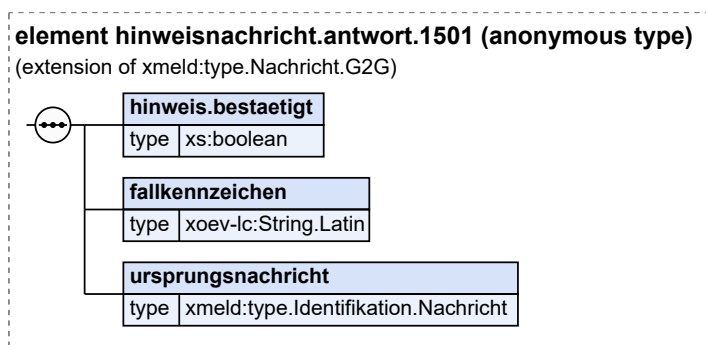 element hinweisnachricht.antwort.1501 (anonymous type)
(extension of xmeld:type.Nachricht.G2G)
hinweis.bestaetigt
type xs:boolean
fallkennzeichen
type xoev-lc:String.Latin
ursprungsnachricht
type xmeld:type.Identifikation.Nachricht